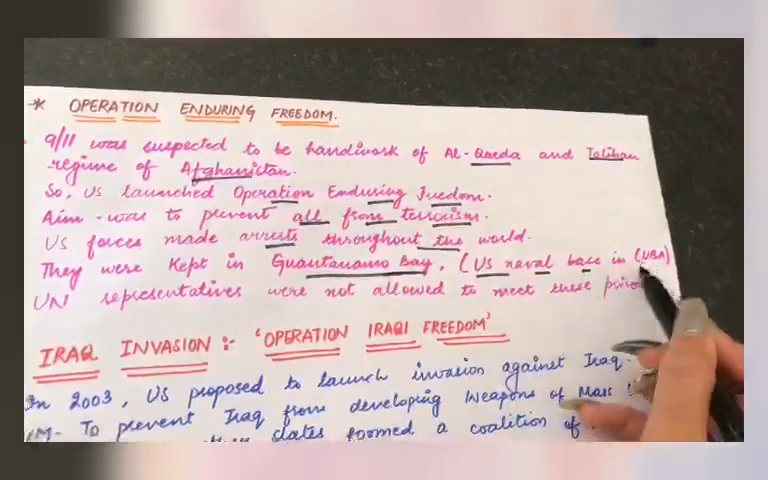 * OPERATION ENDURING FREEDOM.
9/11 was suspected to be handiwork of Al-Qaeda and Taliban
regime of Afghanistan.
So, US launched Operation Enduring Freedom.
Aim - was to prevent all from terrorism.
US forces made arrests throughout the world.
They were Kept in Guantanamo Bay, (US naval base in (UBA)
UN representatives were not allowed to meet these
IRAQ INVASION :- 'OPERATION IRAQI FREEDOM'
In 2003, US proposed to launch invasion against Iraq.
To prevent Iraq from developing Weapons of Mass
states formed a coalition of